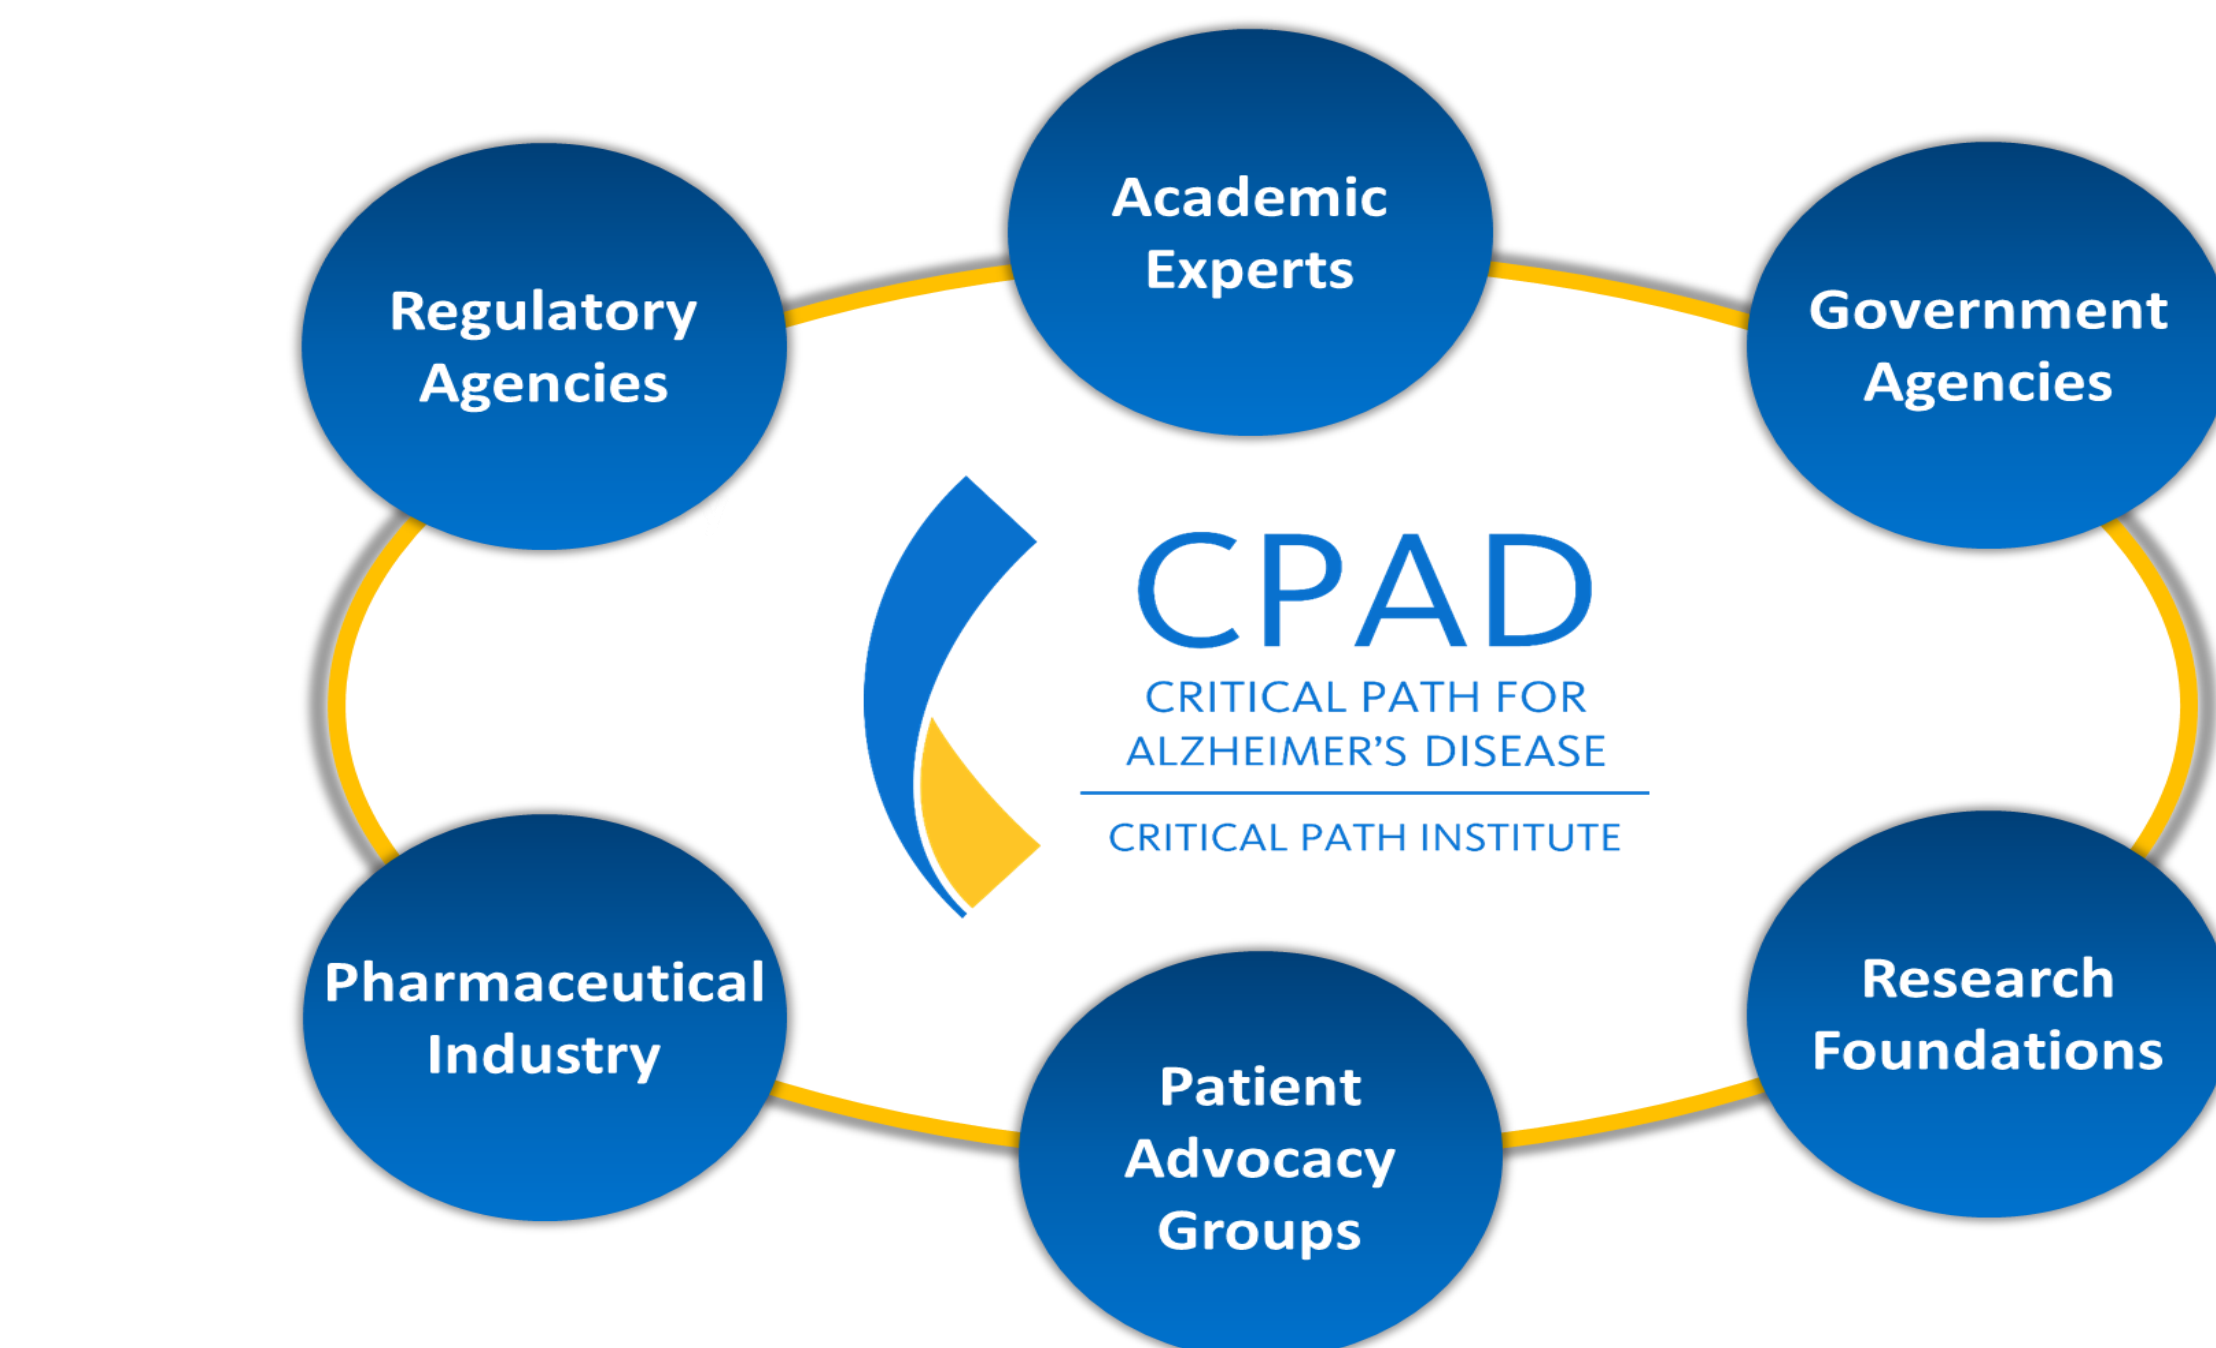 Academic
Experts
Regulatory
Agencies
Government
Agencies
CPAD
CRITICAL PATH FOR
ALZHEIMER'S DISEASE
CRITICAL PATH INSTITUTE
Pharmaceutical
Industry
Research
Foundations
Patient
Advocacy
Groups